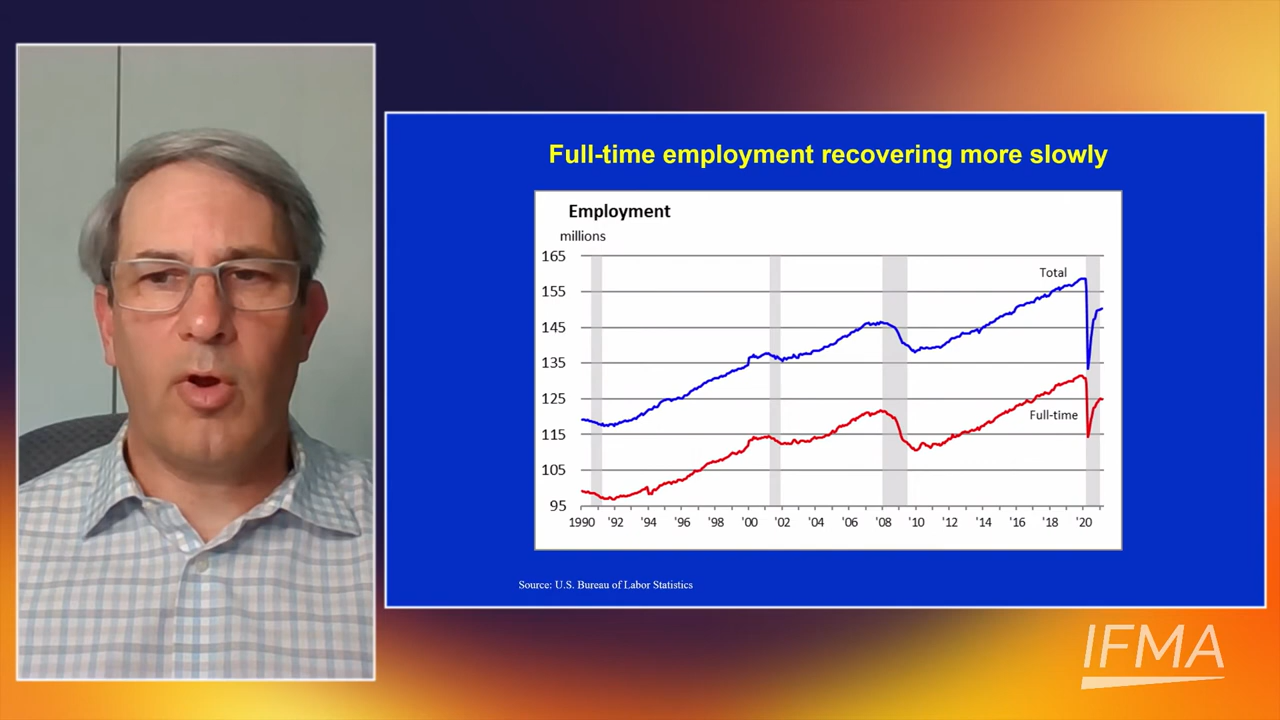 Full-time employment recovering more slowly
Employment
millions
165
155
145
135
125
115
105
95
Total
Full-time
1990 '92 '94 '96 '98 '00 '02 '04 '06 '08 '10 '12 '14 '16 '18 '20
Source: U.S. Bureau of Labor Statistics
IFMA